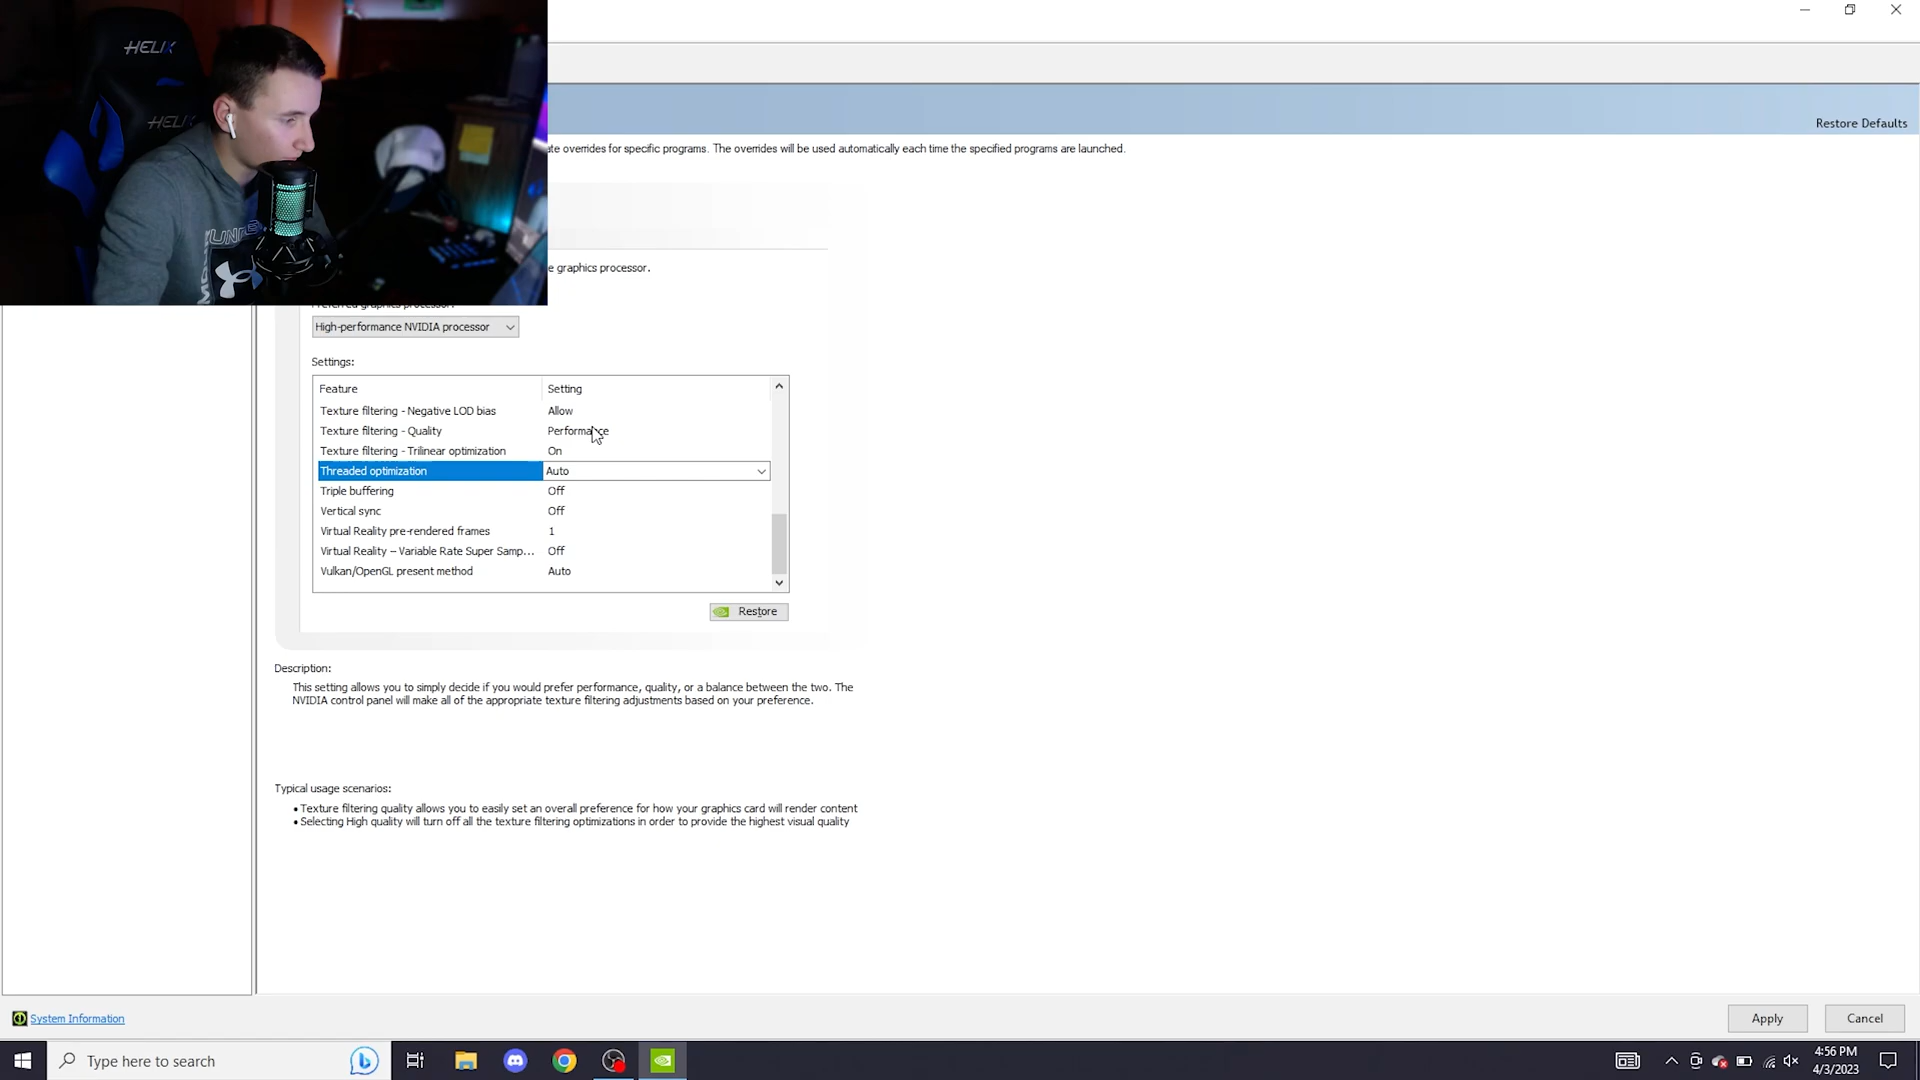 HELIX
HELIX
UNDER
Restore Defaults
ate overrides for specific programs. The overrides will be used automatically each time the specified programs are launched.
e graphics processor.
Preferred graphics processor:
High-performance NVIDIA processor
Settings:
Feature Setting
Texture filtering - Negative LOD bias Allow
Texture filtering - Quality Performance
Texture filtering - Trilinear optimization On
Threaded optimization Auto
Triple buffering Off
Vertical sync Off
Virtual Reality pre-rendered frames 1
Virtual Reality – Variable Rate Super Samp... Off
Vulkan/OpenGL present method Auto
Restore
Description:
This setting allows you to simply decide if you would prefer performance, quality, or a balance between the two. The
NVIDIA control panel will make all of the appropriate texture filtering adjustments based on your preference.
Typical usage scenarios:
• Texture filtering quality allows you to easily set an overall preference for how your graphics card will render content
• Selecting High quality will turn off all the texture filtering optimizations in order to provide the highest visual quality
System Information
Apply
Cancel
Type here to search
4:56 PM
4/3/2023